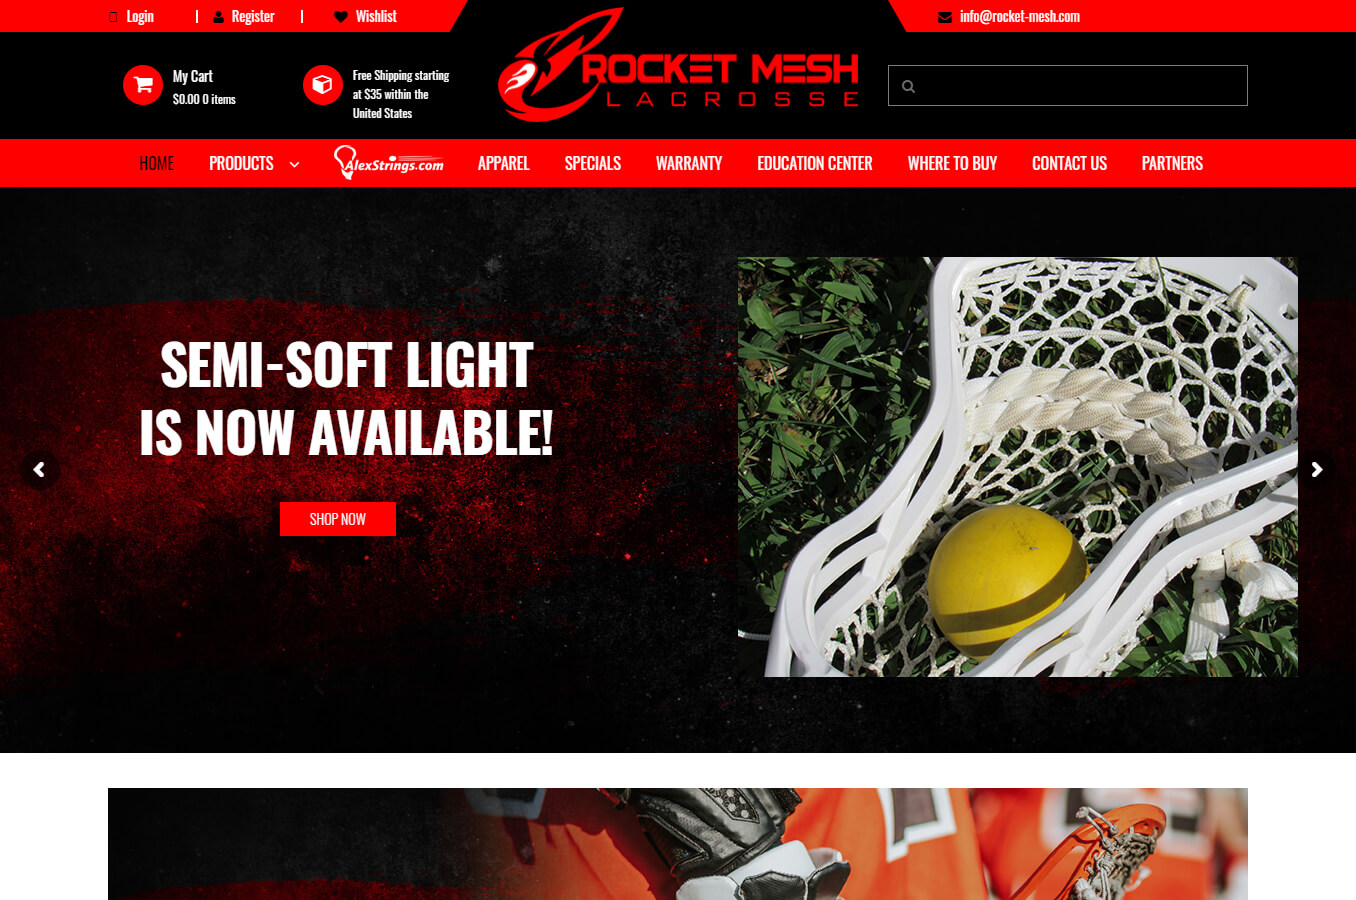 Login
Register
Wishlist
info@rocket-mesh.com
My Cart
$0.00 0 items
Free Shipping starting
at $35 within the
United States
ROCKET MESH
LACROSSE
HOME
PRODUCTS
AlexStrings.com
APPAREL
SPECIALS
WARRANTY
EDUCATION CENTER
WHERE TO BUY
CONTACT US
PARTNERS
SEMI-SOFT LIGHT
IS NOW AVAILABLE!
SHOP NOW